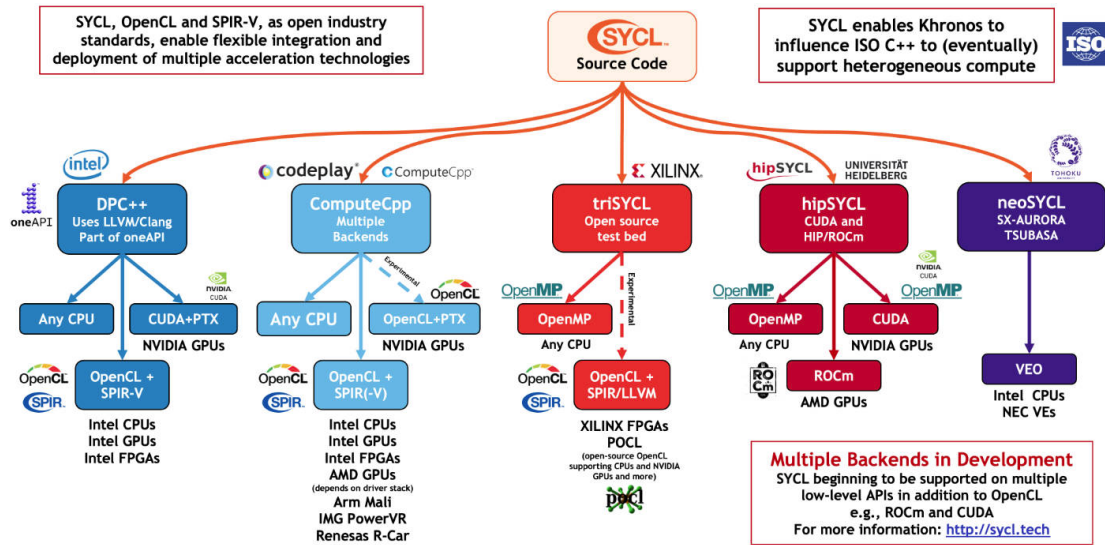 SYCL, OpenCL and SPIR-V, as open industry
standards, enable flexible integration and
deployment of multiple acceleration technologies
SYCL™
Source Code
SYCL enables Khronos to
influence ISO C++ to (eventually)
support heterogeneous compute
ISO
oneAPI
intel
DPC++
Uses LLVM/Clang
Part of oneAPI
NVIDIA
CUDA
Any CPU
CUDA+PTX
NVIDIA GPUs
OpenCL
SPIR
OpenCL +
SPIR-V
Intel CPUs
Intel GPUs
Intel FPGAs
codeplay
ComputeCpp
ComputeCpp
Multiple
Backends
Experimental
OpenCL
Any CPU
OpenCL+PTX
NVIDIA GPUs
OpenCL
SPIR
OpenCL +
SPIR(-V)
Intel CPUs
Intel GPUs
Intel FPGAs
AMD GPUs
(depends on driver stack)
Arm Mali
IMG PowerVR
Renesas R-Car
XILINX
triSYCL
Open source
test bed
Experimental
OpenMP
OpenMP
Any CPU
OpenCL
SPIR
OpenCL +
SPIR/LLVM
XILINX FPGAs
POCL
(open-source OpenCL
supporting CPUs and NVIDIA
GPUs and more)
pocl
hipSYCL
UNIVERSITÄT
HEIDELBERG
hipSYCL
CUDA and
HIP/ROCm
NVIDIA
CUDA
OpenMP
OpenMP
OpenMP
CUDA
Any CPU
NVIDIA GPUs
ROCm
ROCm
AMD GPUs
TOHOKU
UNIVERSITY
neoSYCL
SX-AURORA
TSUBASA
VEO
Intel CPUs
NEC VEs
Multiple Backends in Development
SYCL beginning to be supported on multiple
low-level APIs in addition to OpenCL
e.g., ROCm and CUDA
For more information: http://sycl.tech